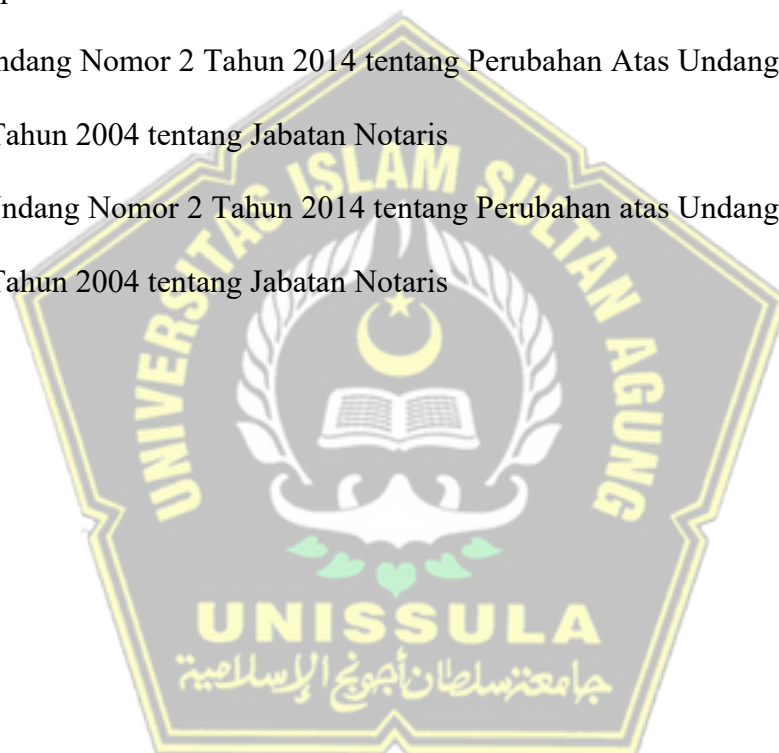 ndang Nomor 2 Tahun 2014 tentang Perubahan Atas Undang
Tahun 2004 tentang Jabatan Notaris
Undang Nomor 2 Tahun 2014 tentang Perubahan atas Undang
Tahun 2004 tentang Jabatan Notaris
UNIVERSITAS ISLAM SULTAN AGUNG
UNISSULA
جامعة سلطان أجونج الإسلامية